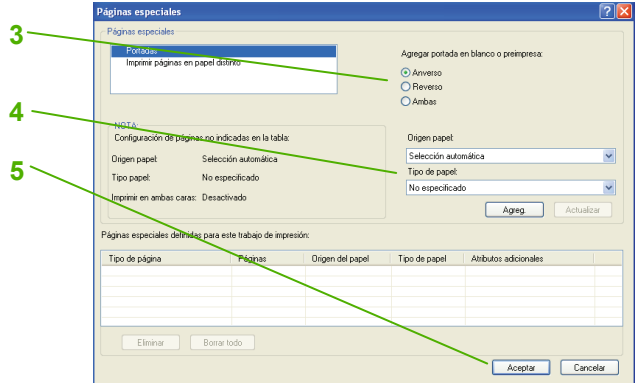 Páginas especiales
Páginas especiales
3
Portadas
Imprimir páginas en papel distinto
Agregar portada en blanco o preimpresa:
Anverso
Reverso
Ambas
4
NOTA:
Configuración de páginas no indicadas en la tabla:
Origen papel: Selección automática
Tipo papel: No especificado
Imprimir en ambas caras: Desactivado
Origen papel:
Selección automática
Tipo de papel:
No especificado
Agreg. Actualizar
5
Páginas especiales definidas para este trabajo de impresión:
Tipo de página Páginas Origen del papel Tipo de papel Atributos adicionales
Eliminar Borrar todo
Aceptar Cancelar